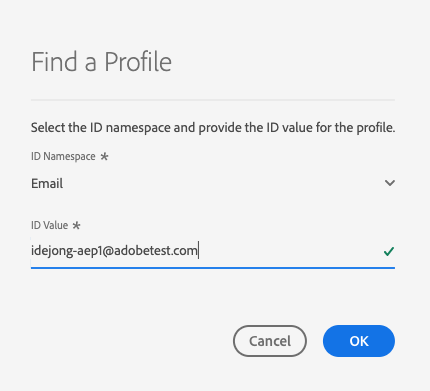 Find a Profile
Select the ID namespace and provide the ID value for the profile.
ID Namespace *
Email
ID Value *
idejong-aep1@adobetest.com
Cancel
OK